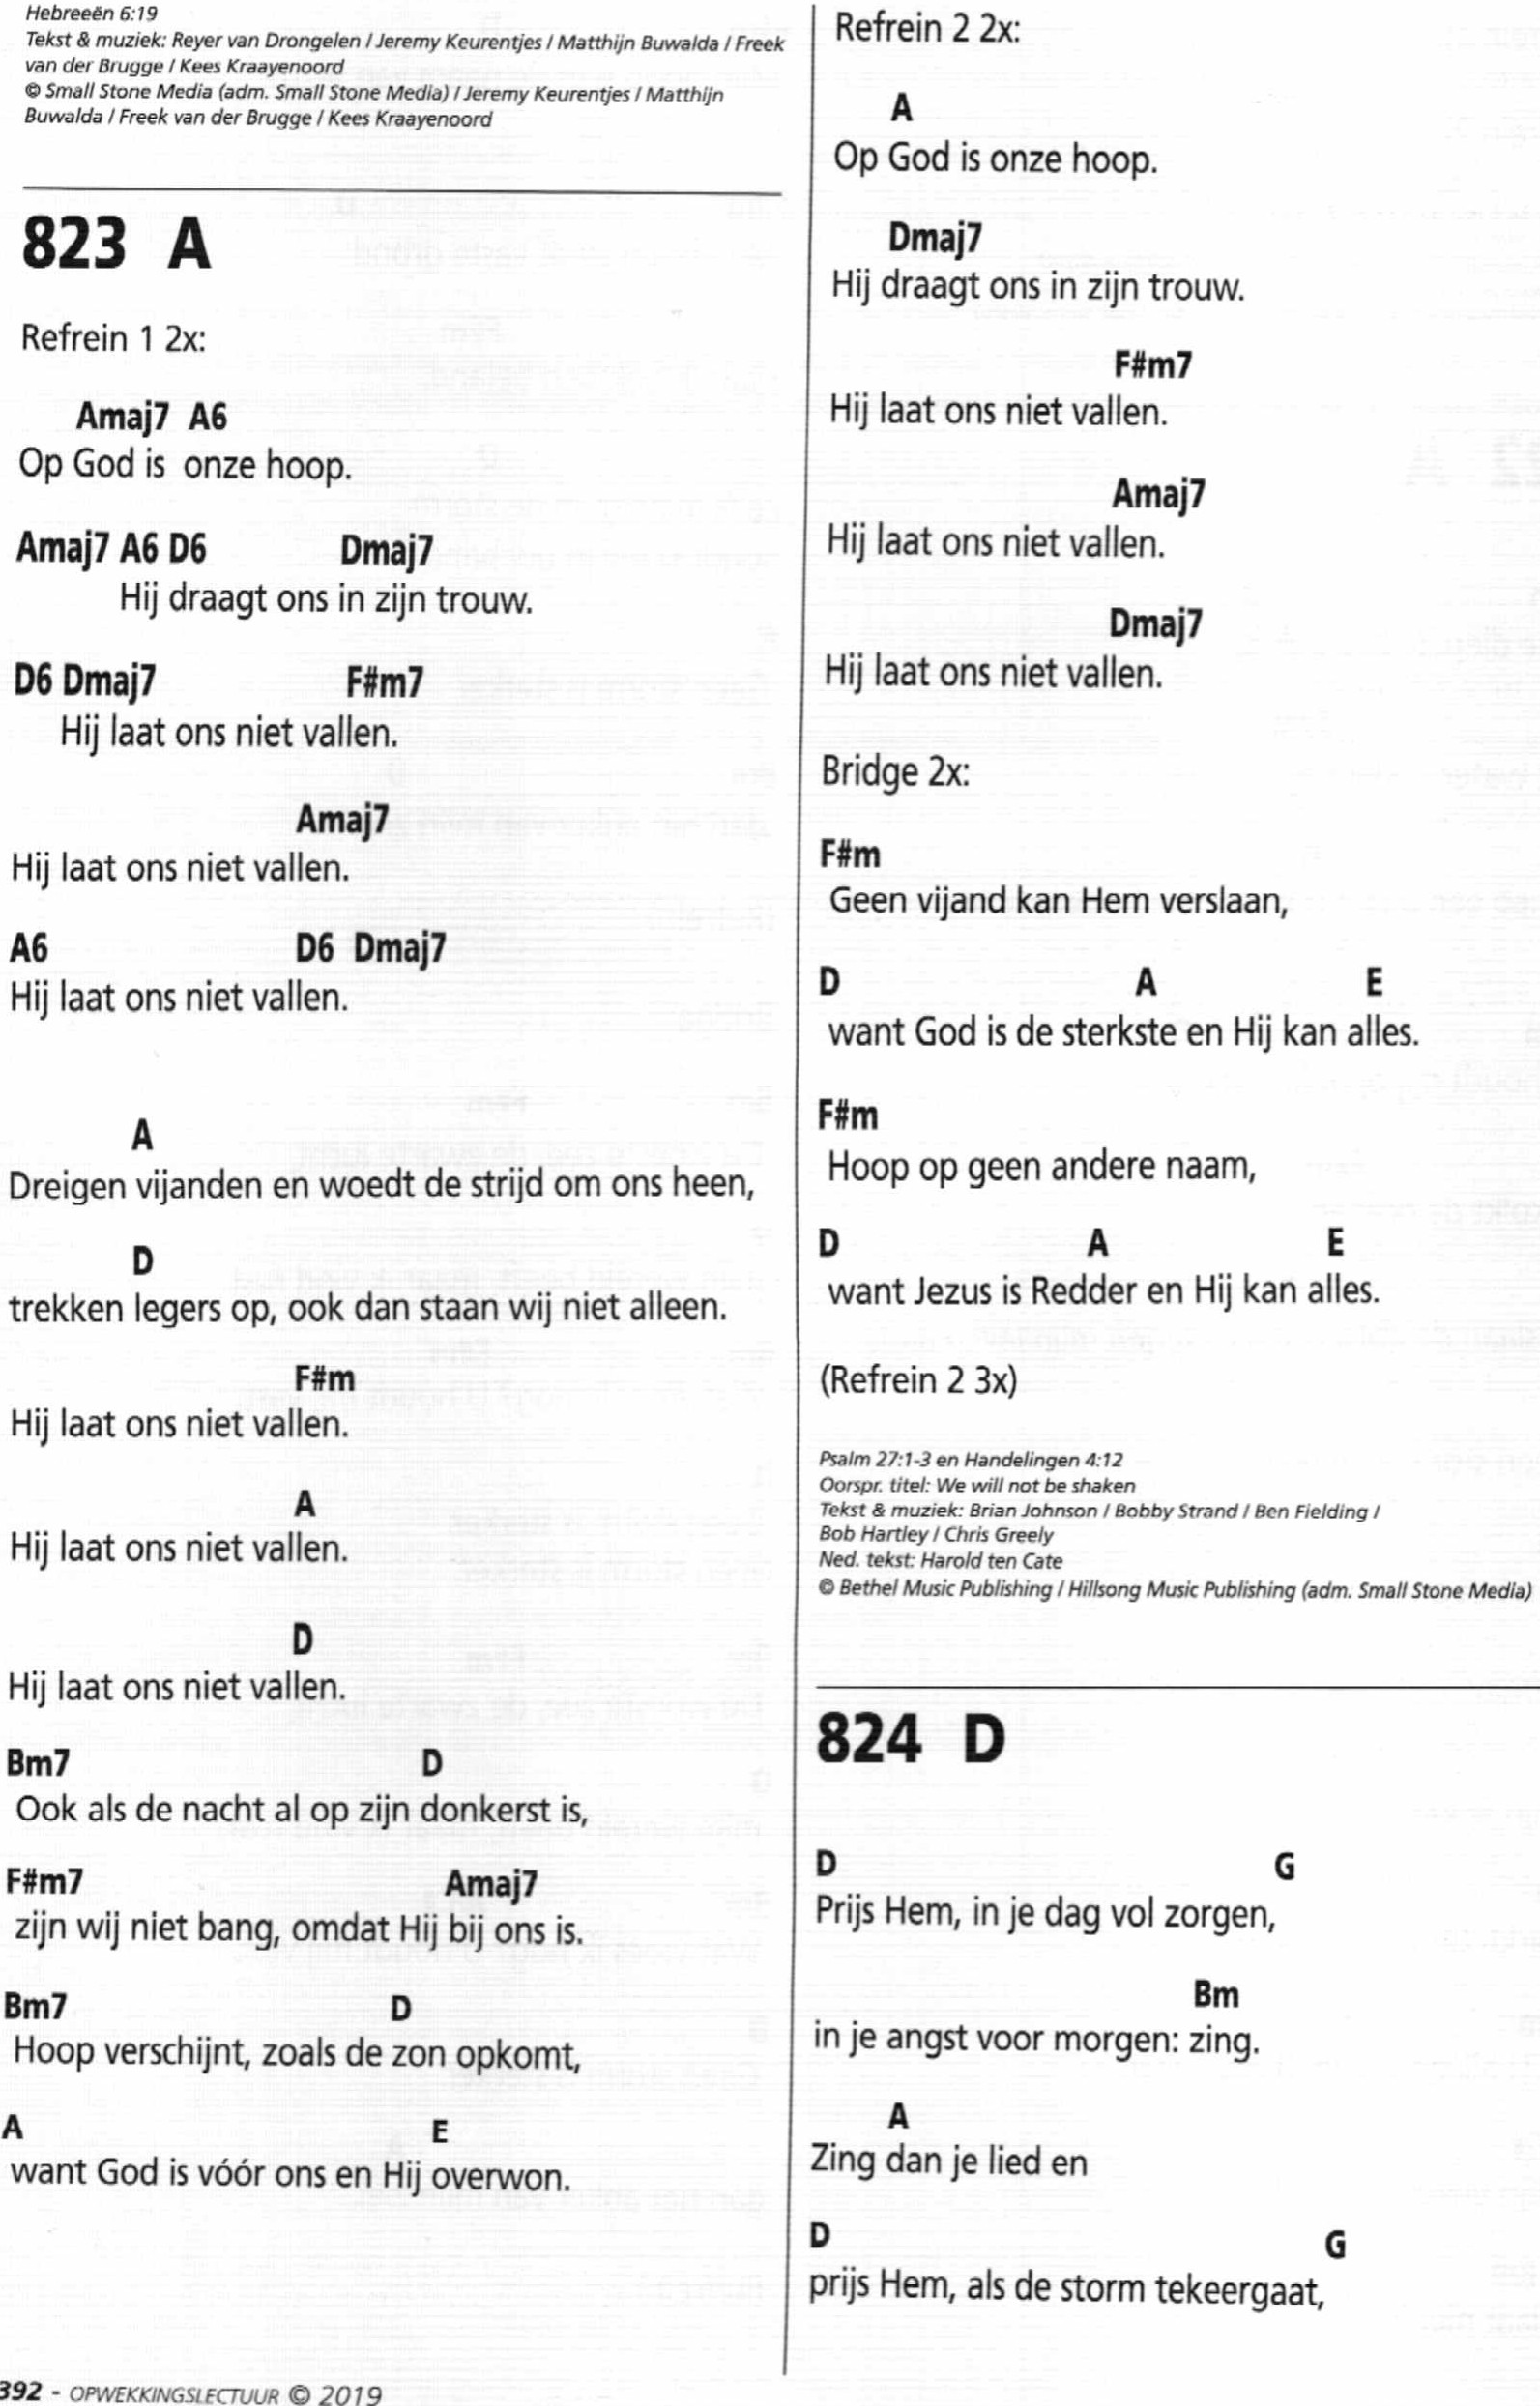 Hebreeën 6:19
Tekst & muziek: Reyer van Drongelen / Jeremy Keurentjes / Matthijn Buwalda / Freek
van der Brugge / Kees Kraayenoord
© Small Stone Media (adm. Small Stone Media) / Jeremy Keurentjes / Matthijn
Buwalda / Freek van der Brugge / Kees Kraayenoord
823 A
Refrein 1 2x:
Amaj7 A6
Op God is onze hoop.
Amaj7 A6 D6 Dmaj7
Hij draagt ons in zijn trouw.
D6 Dmaj7 F#m7
Hij laat ons niet vallen.
Amaj7
Hij laat ons niet vallen.
A6 D6 Dmaj7
Hij laat ons niet vallen.
A
Dreigen vijanden en woedt de strijd om ons heen,
D
trekken legers op, ook dan staan wij niet alleen.
F#m
Hij laat ons niet vallen.
A
Hij laat ons niet vallen.
D
Hij laat ons niet vallen.
Bm7 D
Ook als de nacht al op zijn donkerst is,
F#m7 Amaj7
zijn wij niet bang, omdat Hij bij ons is.
Bm7 D
Hoop verschijnt, zoals de zon opkomt,
A E
want God is vóór ons en Hij overwon.
392 - OPWEKKINGSLECTUUR © 2019
Refrein 2 2x:
A
Op God is onze hoop.
Dmaj7
Hij draagt ons in zijn trouw.
F#m7
Hij laat ons niet vallen.
Amaj7
Hij laat ons niet vallen.
Dmaj7
Hij laat ons niet vallen.
Bridge 2x:
F#m
Geen vijand kan Hem verslaan,
D A E
want God is de sterkste en Hij kan alles.
F#m
Hoop op geen andere naam,
D A E
want Jezus is Redder en Hij kan alles.
(Refrein 2 3x)
Psalm 27:1-3 en Handelingen 4:12
Oorspr. titel: We will not be shaken
Tekst & muziek: Brian Johnson / Bobby Strand / Ben Fielding /
Bob Hartley / Chris Greely
Ned. tekst: Harold ten Cate
© Bethel Music Publishing / Hillsong Music Publishing (adm. Small Stone Media)
824 D
D G
Prijs Hem, in je dag vol zorgen,
Bm
in je angst voor morgen: zing.
A
Zing dan je lied en
D G
prijs Hem, als de storm tekeergaat,